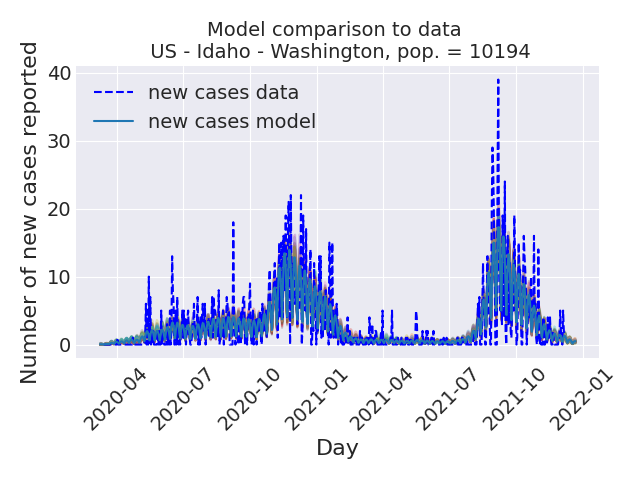 Model comparison to data
US - Idaho - Washington, pop. = 10194
Number of new cases reported
40
30
20
10
0
new cases data
new cases model
2020-04
2020-07
2020-10
2021-01
2021-04
2021-07
2021-10
2022-01
Day